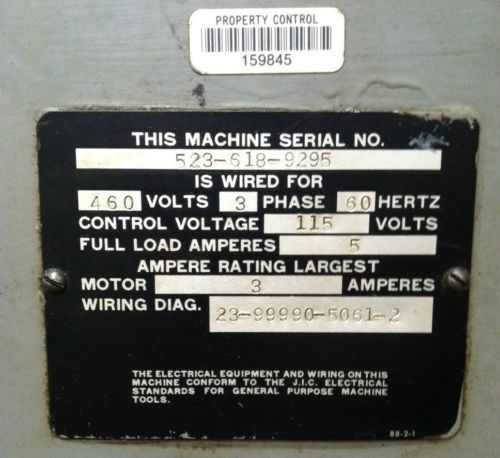 PROPERTY CONTROL
159845
THIS MACHINE SERIAL NO.
523-618-9295
IS WIRED FOR
460 VOLTS 3 PHASE 60 HERTZ
CONTROL VOLTAGE 115 VOLTS
FULL LOAD AMPERES 5
AMPERE RATING LARGEST
MOTOR 3 AMPERES
WIRING DIAG. 23-99990-5061-2
THE ELECTRICAL EQUIPMENT AND WIRING ON THIS
MACHINE CONFORM TO THE J.I.C. ELECTRICAL
STANDARDS FOR GENERAL PURPOSE MACHINE
TOOLS.
BB-2-1